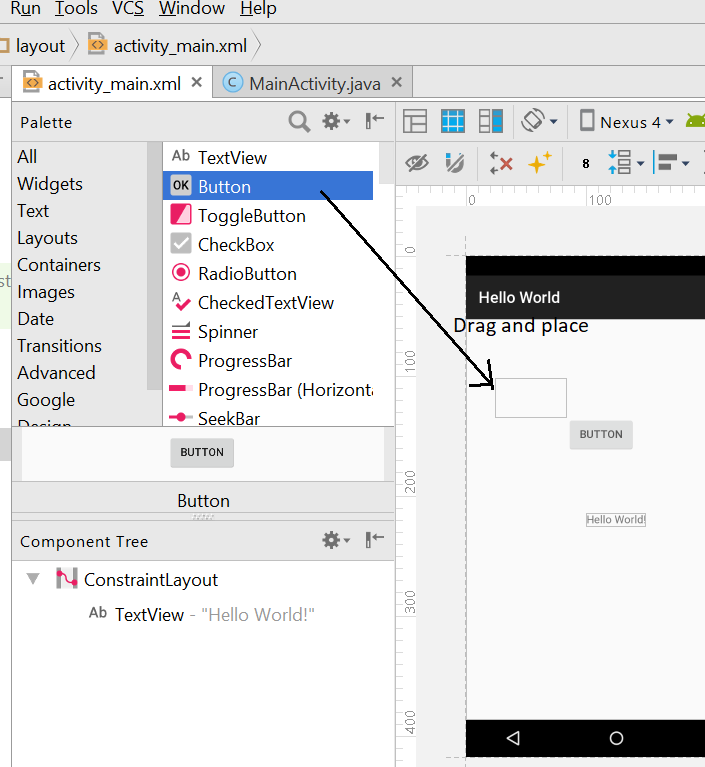 Run Tools VCS Window Help
layout activity_main.xml
activity_main.xml MainActivity.java
Palette
Nexus 4
8
All
Widgets
Text
Layouts
Containers
Images
Date
Transitions
Advanced
Google
Design
Ab TextView
OK Button
ToggleButton
CheckBox
RadioButton
CheckedTextView
Spinner
ProgressBar
ProgressBar (Horizonta
SeekBar
BUTTON
Button
Component Tree
ConstraintLayout
Ab TextView - "Hello World!"
0 100
0
100
200
300
400
Hello World
Drag and place
BUTTON
Hello World!